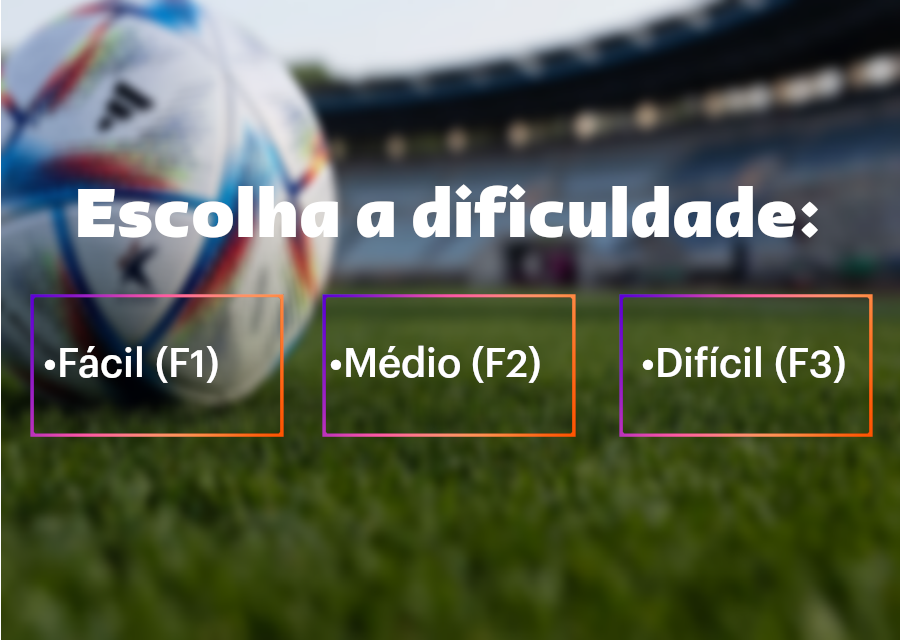 Escolha a dificuldade:
•Fácil (F1)
•Médio (F2)
•Difícil (F3)